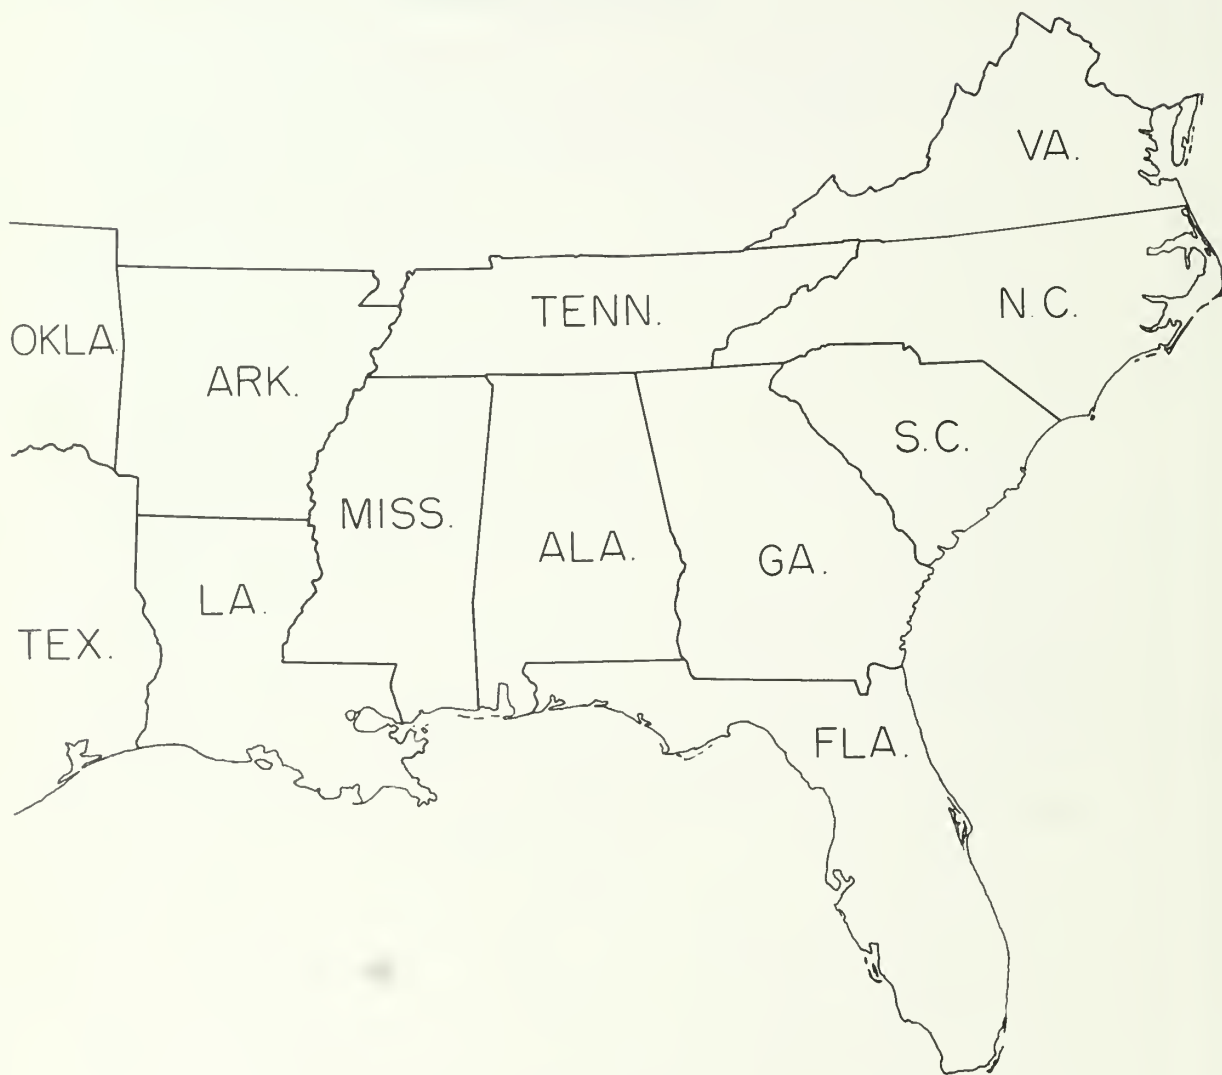 VA.
TENN.
N.C.
OKLA.
ARK.
S.C.
MISS.
ALA.
GA.
LA.
TEX.
FLA.